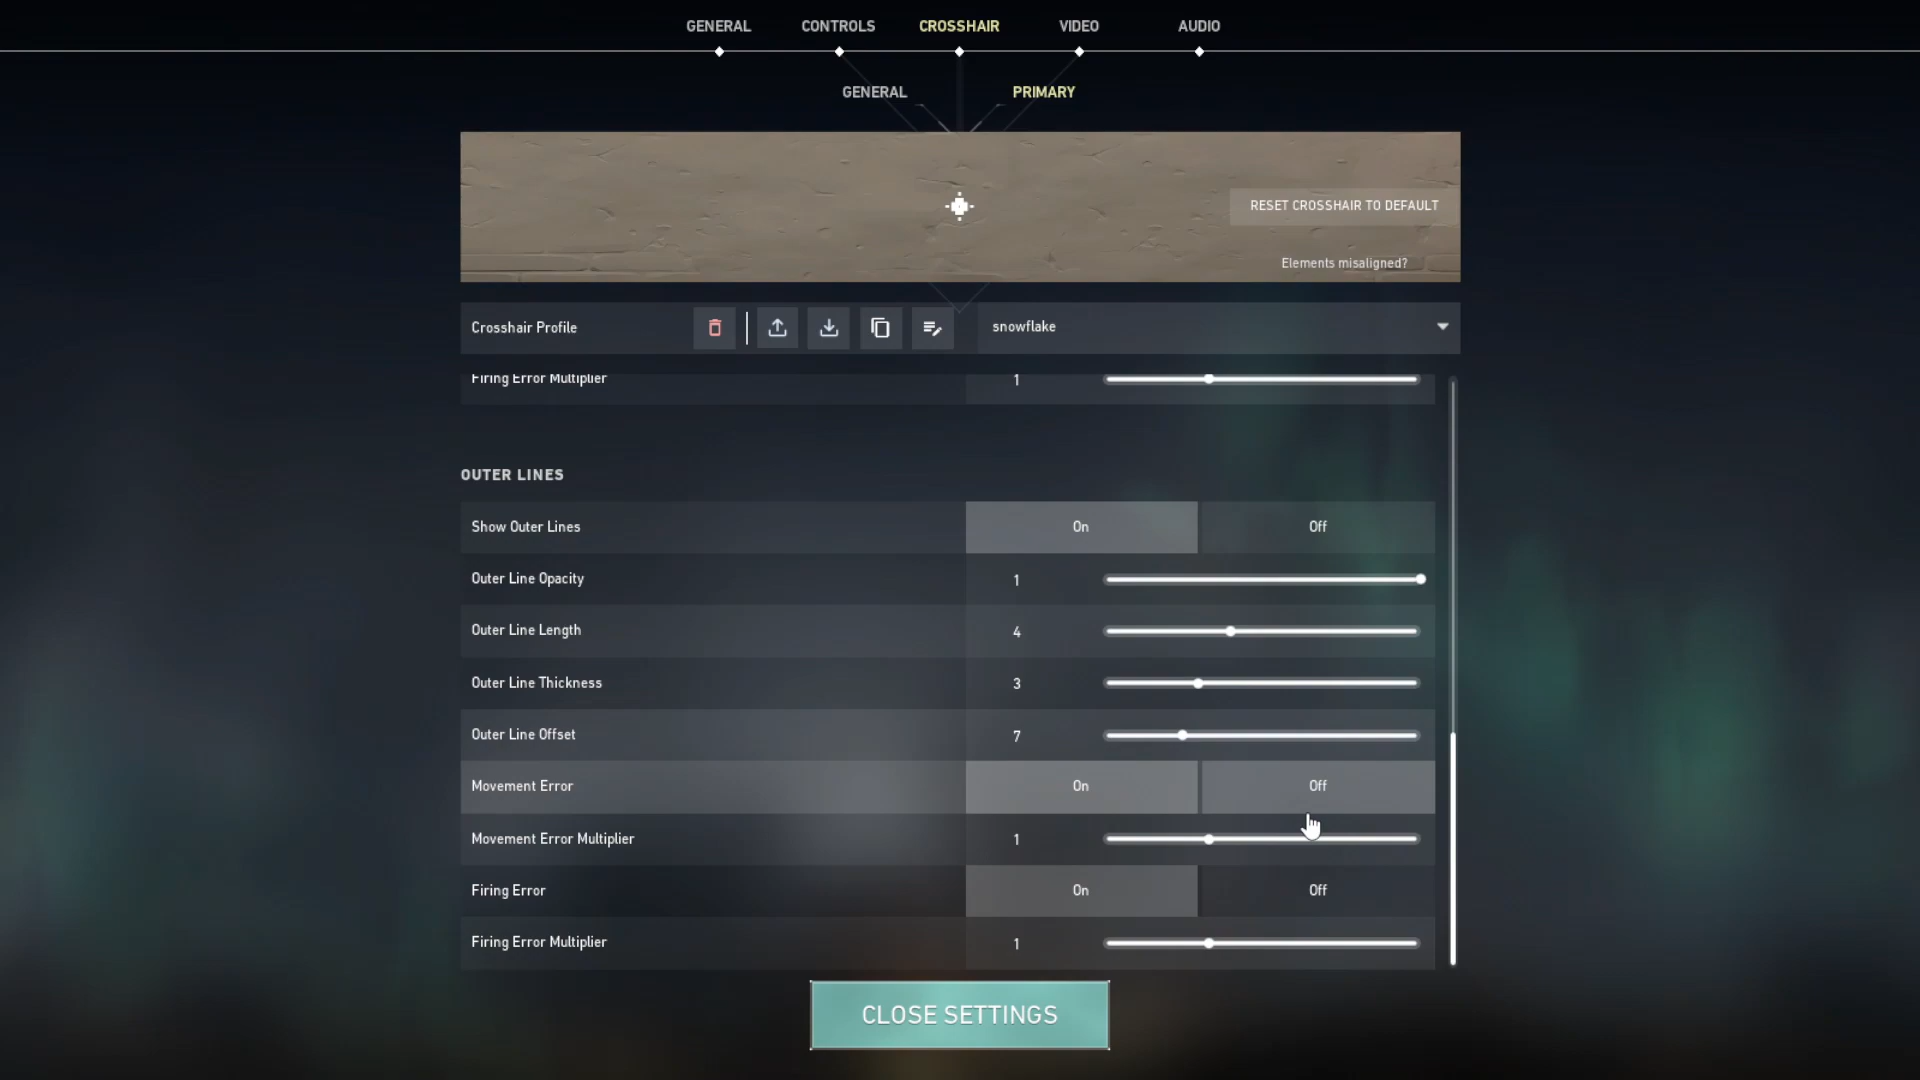 GENERAL CONTROLS CROSSHAIR VIDEO AUDIO
GENERAL PRIMARY
RESET CROSSHAIR TO DEFAULT
Elements misaligned?
Crosshair Profile snowflake
Firing Error Multiplier 1
OUTER LINES
Show Outer Lines On Off
Outer Line Opacity 1
Outer Line Length 4
Outer Line Thickness 3
Outer Line Offset 7
Movement Error On Off
Movement Error Multiplier 1
Firing Error On Off
Firing Error Multiplier 1
CLOSE SETTINGS